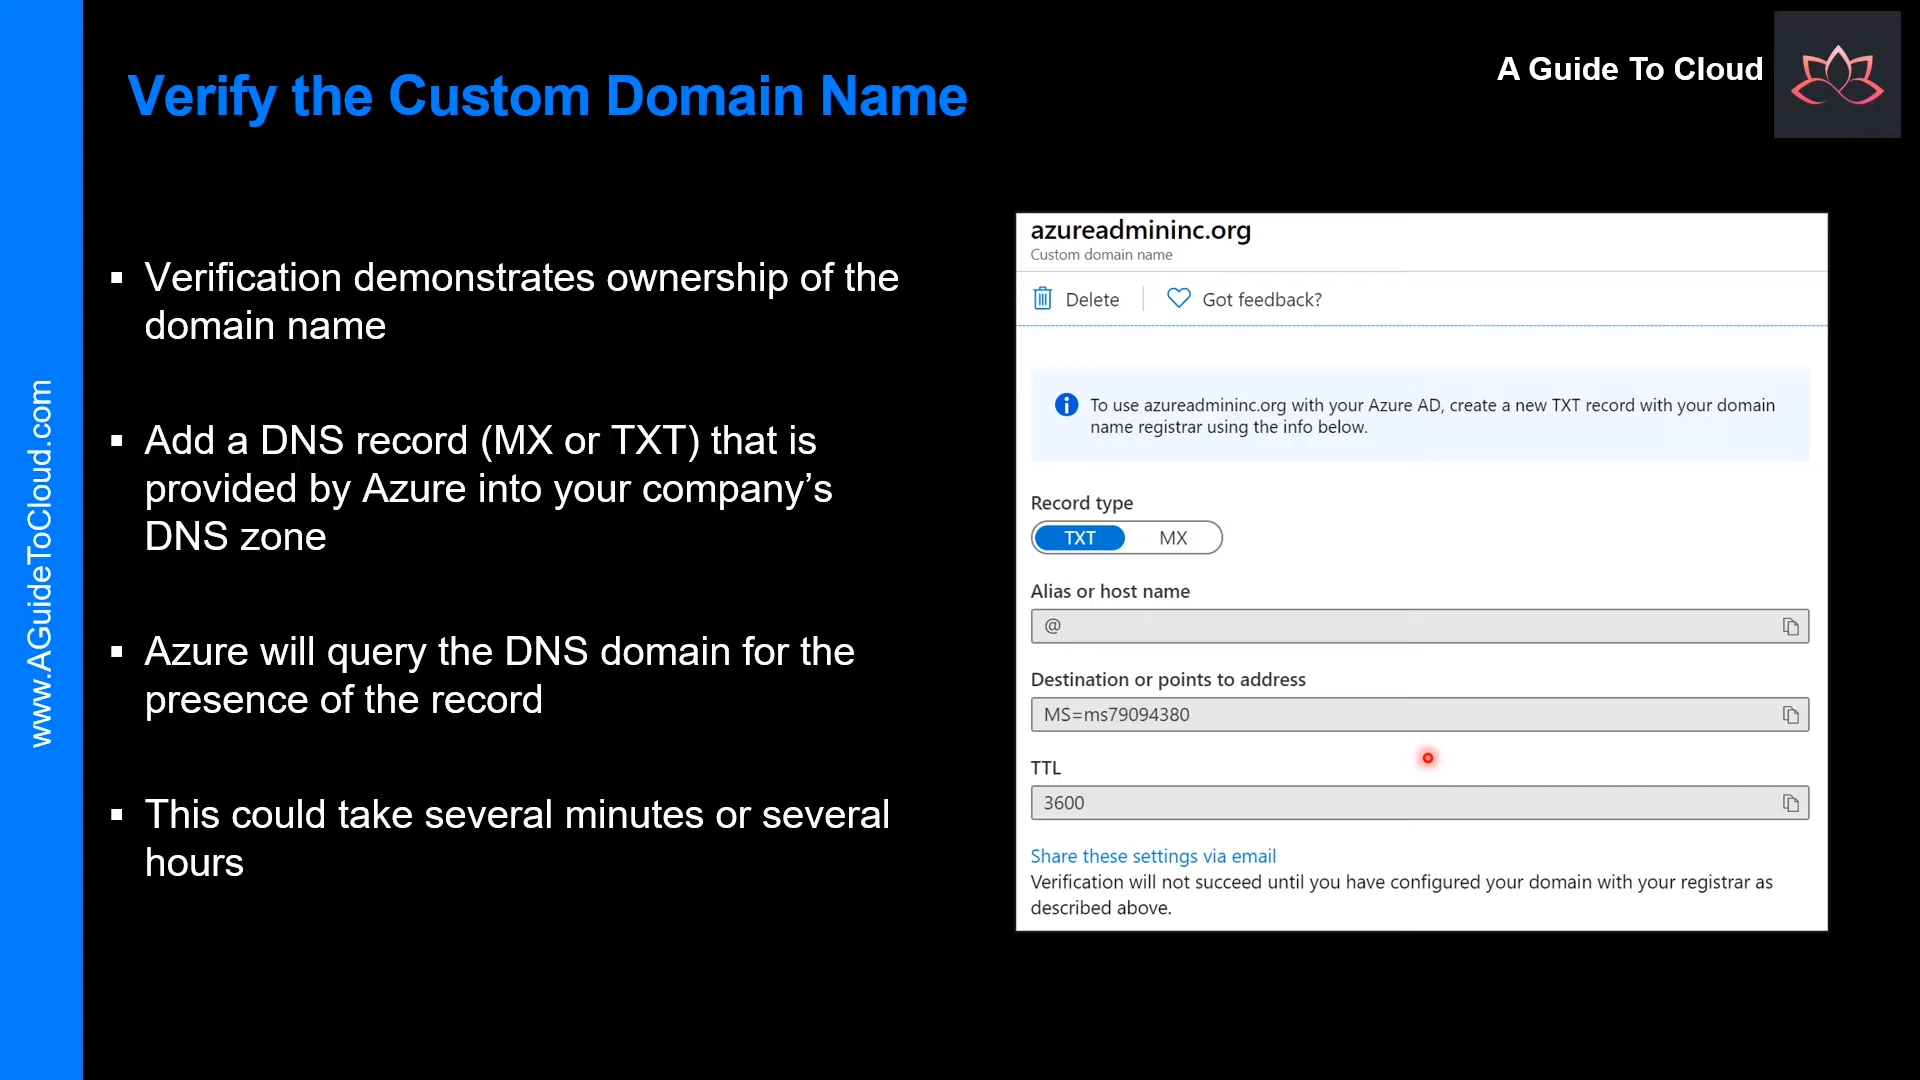 Verify the Custom Domain Name
A Guide To Cloud
www.AGuideToCloud.com
▪ Verification demonstrates ownership of the
domain name
▪ Add a DNS record (MX or TXT) that is
provided by Azure into your company’s
DNS zone
▪ Azure will query the DNS domain for the
presence of the record
▪ This could take several minutes or several
hours
azureadmininc.org
Custom domain name
Delete
Got feedback?
To use azureadmininc.org with your Azure AD, create a new TXT record with your domain
name registrar using the info below.
Record type
TXT MX
Alias or host name
@
Destination or points to address
MS=ms79094380
TTL
3600
Share these settings via email
Verification will not succeed until you have configured your domain with your registrar as
described above.